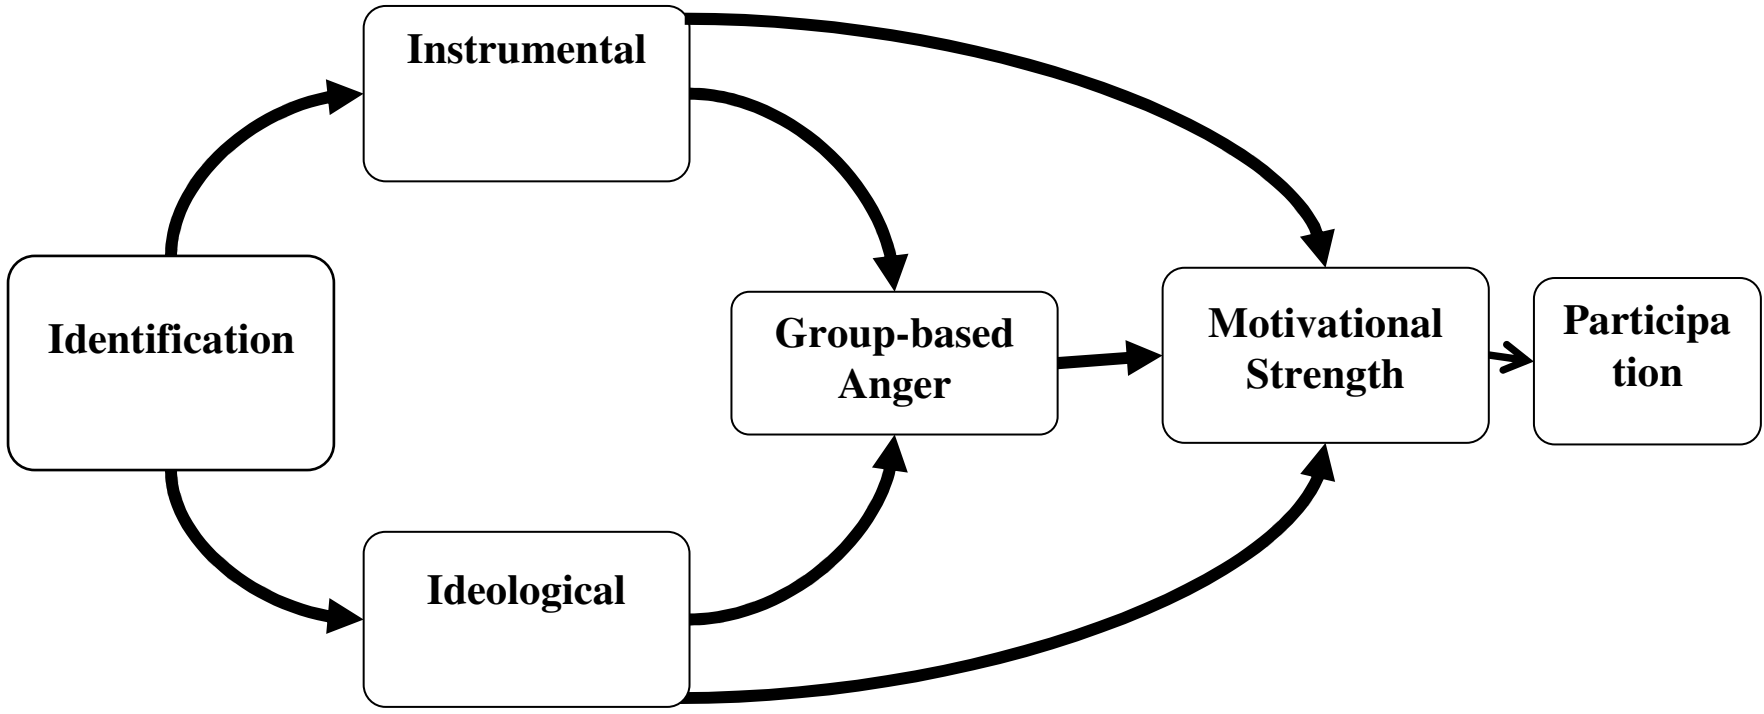 Instrumental
Identification
Group-based
Anger
Motivational
Strength
Participa
tion
Ideological